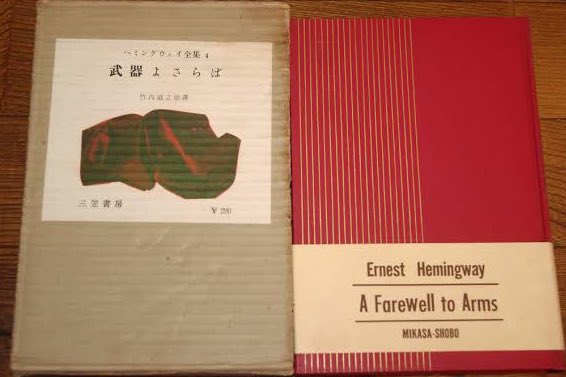 ヘミングウェイ全集 4
武器よさらば
竹内道之助譯
三笠書房
¥ 290
Ernest Hemingway
A FareWell to Arms
MIKASA-SHOBO